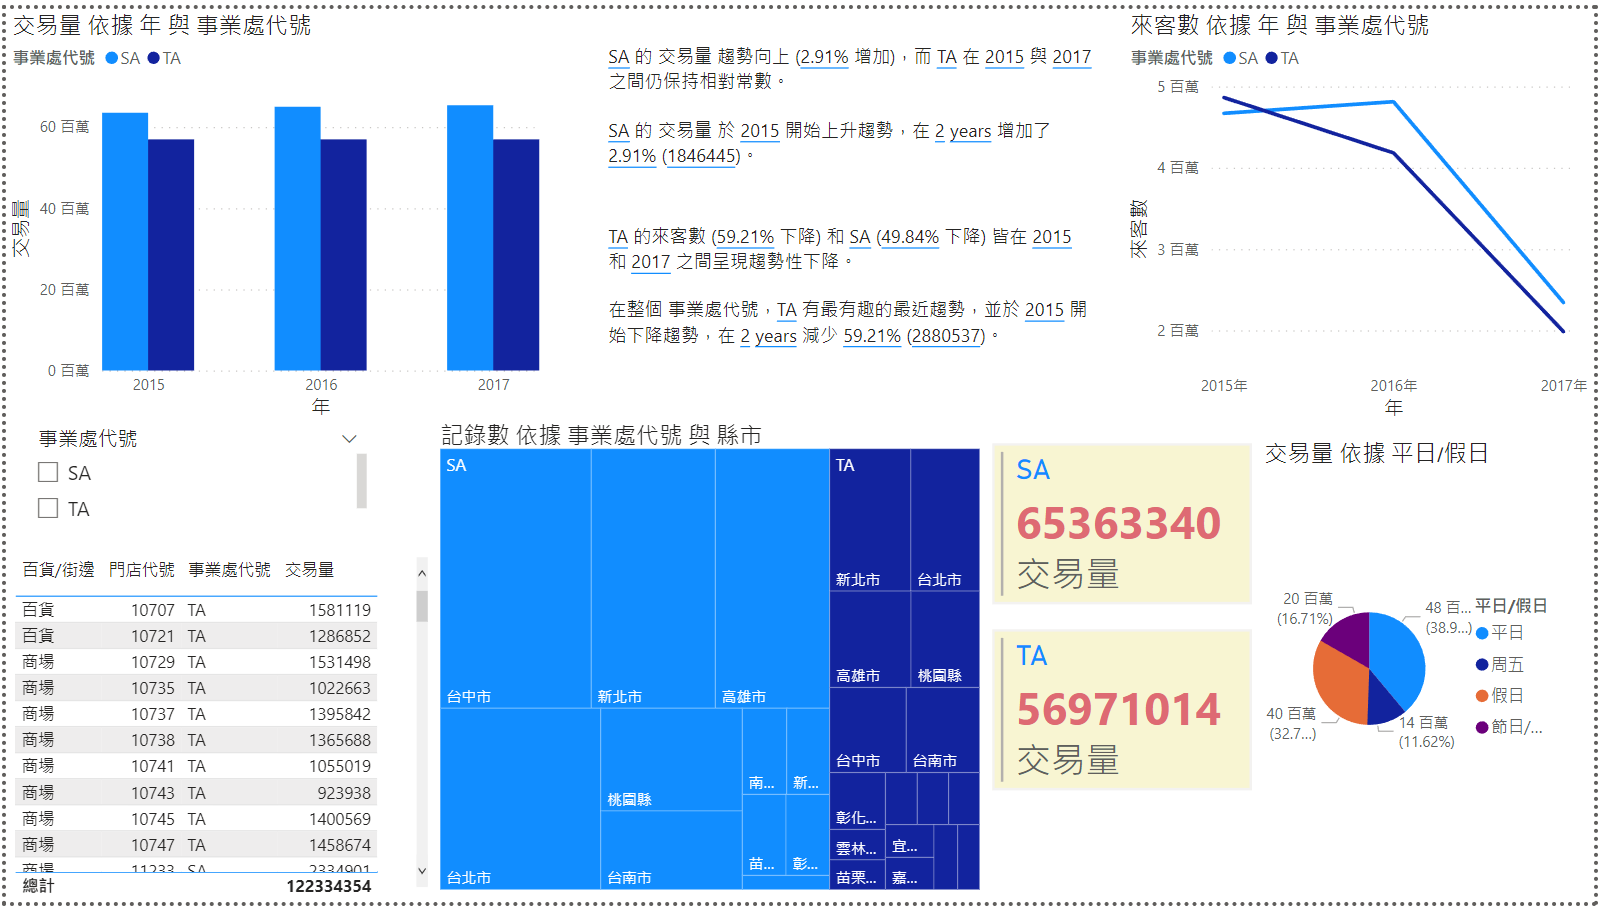 交易量 依據 年 與 事業處代號
事業處代號 SA TA
60 百萬
40 百萬
20 百萬
0 百萬
交易量
2015 2016 2017
年
SA 的 交易量 趨勢向上 (2.91% 增加)，而 TA 在 2015 與 2017
之間仍保持相對常數。
SA 的 交易量 於 2015 開始上升趨勢，在 2 years 增加了
2.91% (1846445)。
TA 的來客數 (59.21% 下降) 和 SA (49.84% 下降) 皆在 2015
和 2017 之間呈現趨勢性下降。
在整個 事業處代號，TA 有最有趣的最近趨勢，並於 2015 開
始下降趨勢，在 2 years 減少 59.21% (2880537)。
來客數 依據 年 與 事業處代號
事業處代號 SA TA
5 百萬
4 百萬
3 百萬
2 百萬
來客數
2015年 2016年 2017年
年
事業處代號
SA
TA
百貨/街邊 門店代號 事業處代號 交易量
百貨 10707 TA 1581119
百貨 10721 TA 1286852
商場 10729 TA 1531498
商場 10735 TA 1022663
商場 10737 TA 1395842
商場 10738 TA 1365688
商場 10741 TA 1055019
商場 10743 TA 923938
商場 10745 TA 1400569
商場 10747 TA 1458674
商場 11233 SA 2334901
總計 122334354
記錄數 依據 事業處代號 與 縣市
SA
台中市
新北市
高雄市
台北市
桃園縣
台南市
南...
新...
苗...
彰...
TA
新北市
台北市
高雄市
桃園縣
台中市
台南市
彰化...
雲林...
苗栗...
宜...
嘉...
SA
65363340
交易量
TA
56971014
交易量
交易量 依據 平日/假日
20 百萬
(16.71%)
48 百...
(38.9...)
40 百萬
(32.7...)
14 百萬
(11.62%)
平日/假日
平日
周五
假日
節日/...